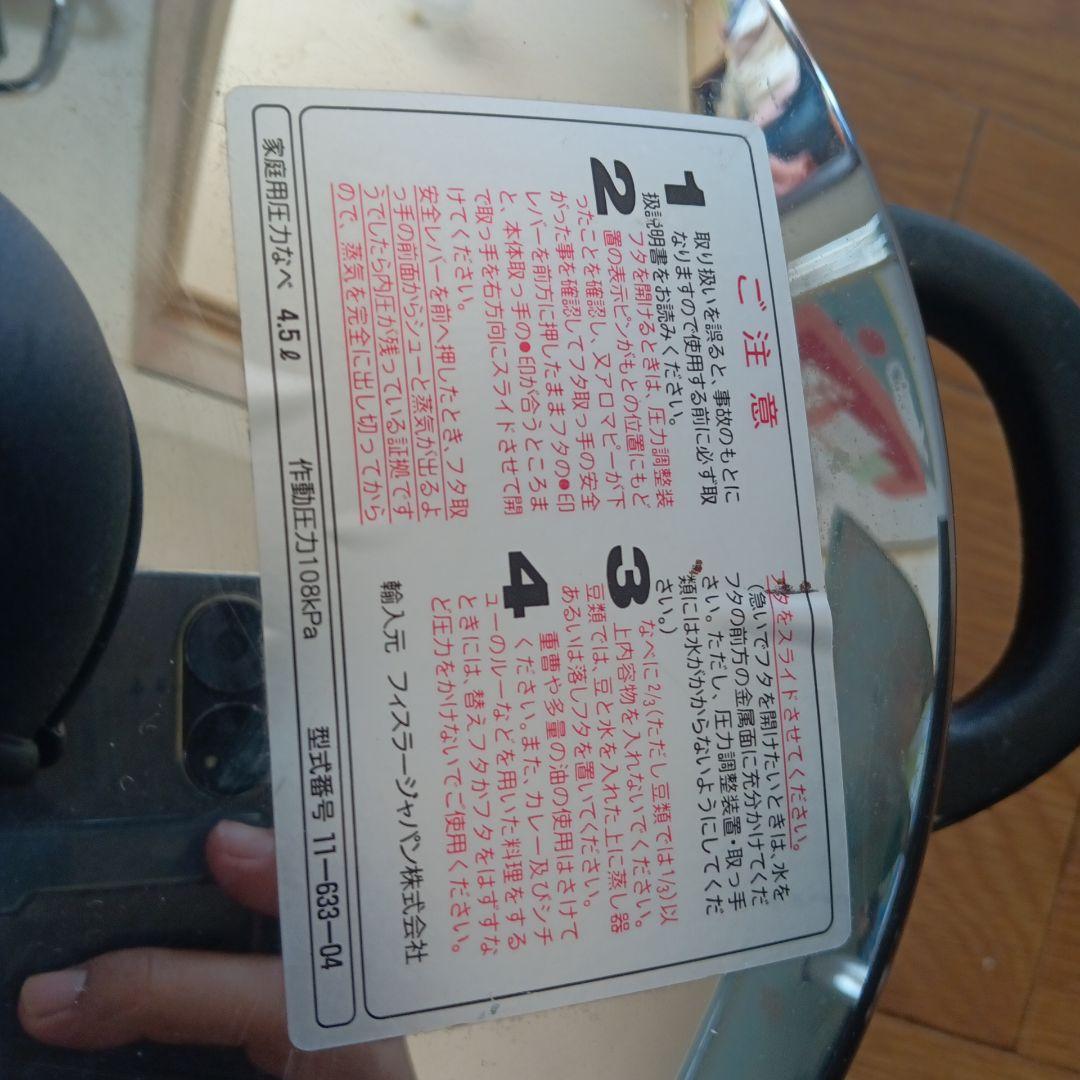 ご注意
1 取り扱いを誤ると、事故のもとに
なりますので使用する前に必ず取
扱説明書をお読みください。
2 フタを開けるときは、圧力調整装
置の表示ピンがもとの位置にもど
ったことを確認し、又アロマピーが下
がった事を確認してフタ取っ手の安全
レバーを前方に押したままフタの●印
と、本体取っ手の●印が合うところま
で取っ手を右方向にスライドさせて開
けてください。
安全レバーを前へ押したとき、フタ取
っ手の前面からシューと蒸気が出るよ
うでしたら内圧が残っている証拠です
ので、蒸気を完全に出し切ってから
フタをスライドさせてください。
(急いでフタを開けたいときは、水を
フタの前方の金属面に充分かけてくだ
さい。ただし、圧力調整装置・取っ手
類には水がかからないようにしてくだ
さい。)
3 なべに2/3(ただし豆類では1/3)以
上内容物を入れないでください。
豆類では、豆と水を入れた上に蒸し器
あるいは落しフタを置いてください。
4 重曹や多量の油の使用はさけて
ください。また、カレー及びシチ
ューのルーなどを用いた料理をする
ときには、替えフタかフタをはずすな
ど圧力をかけないでご使用ください。
輸入元 フィスラージャパン株式会社
家庭用圧力なべ 4.5ℓ 作動圧力108kPa 型式番号 11-633-04